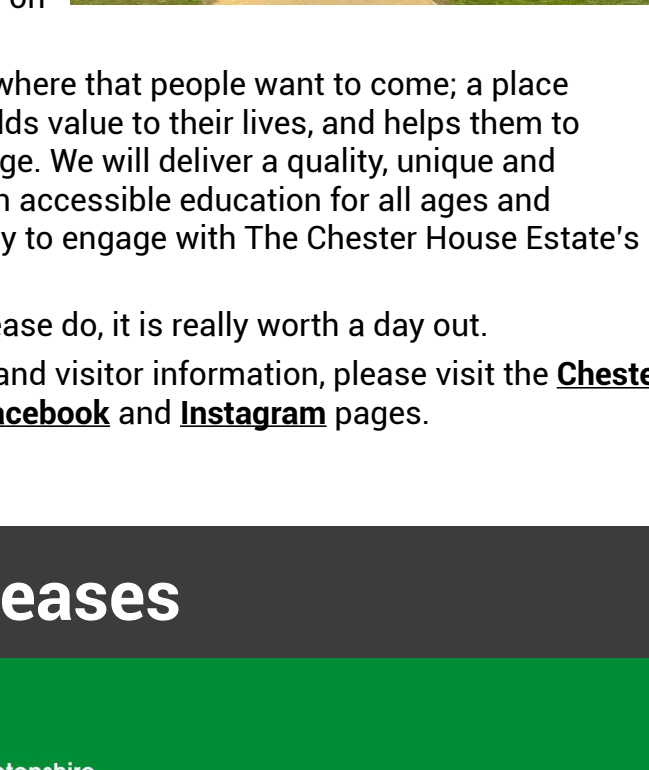 where that people want to come; a place
lds value to their lives, and helps them to
ge. We will deliver a quality, unique and
n accessible education for all ages and
y to engage with The Chester House Estate's
ease do, it is really worth a day out.
and visitor information, please visit the Cheste
acebook and Instagram pages.
eases